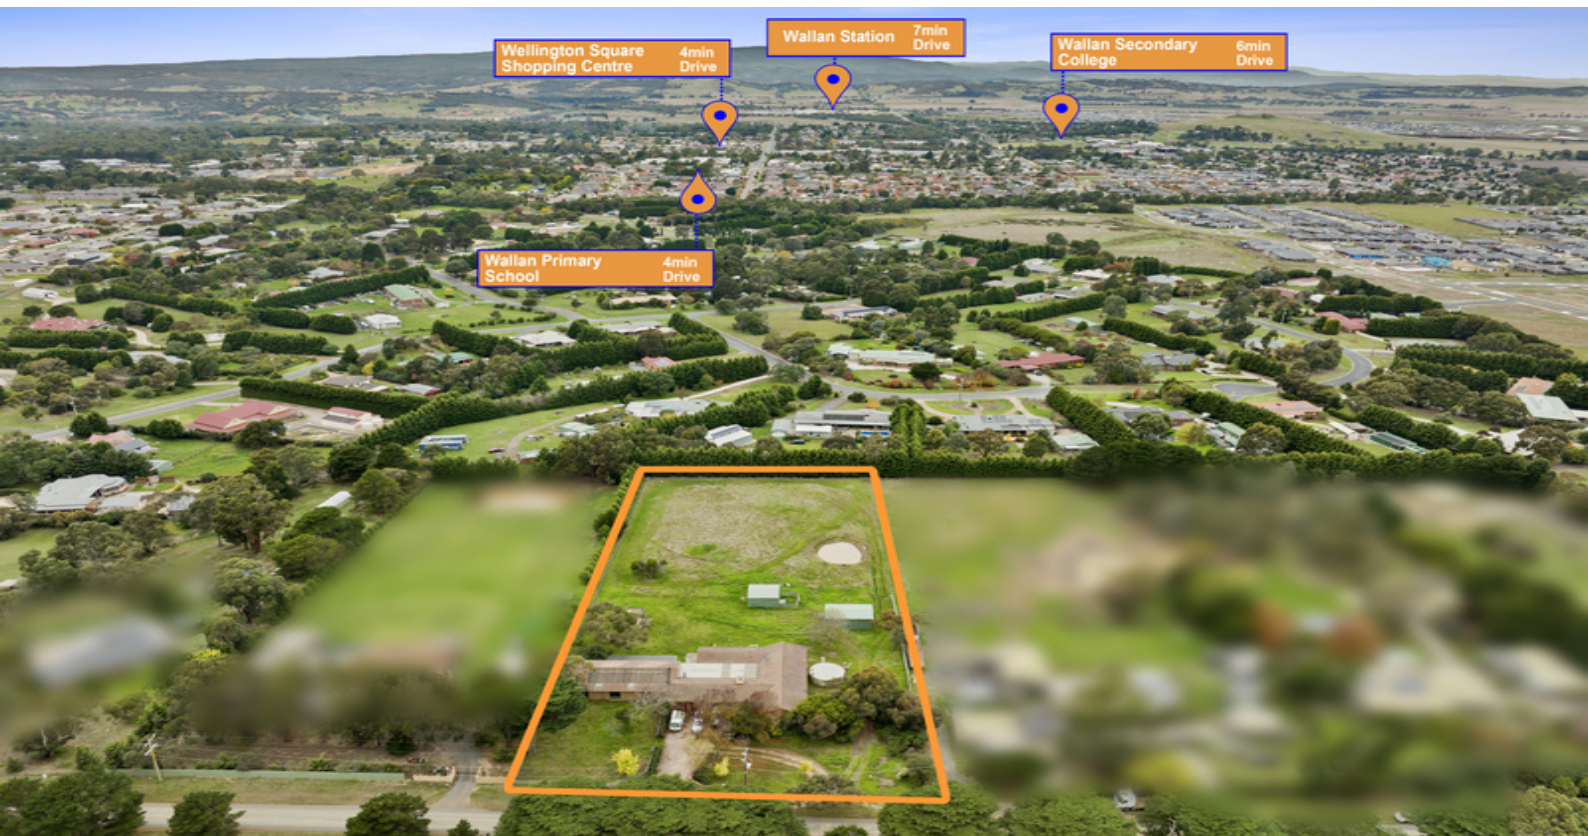 Wallan Station 7min
Drive
Wellington Square 4min
Shopping Centre Drive
Wallan Secondary 6min
College Drive
Wallan Primary 4min
School Drive